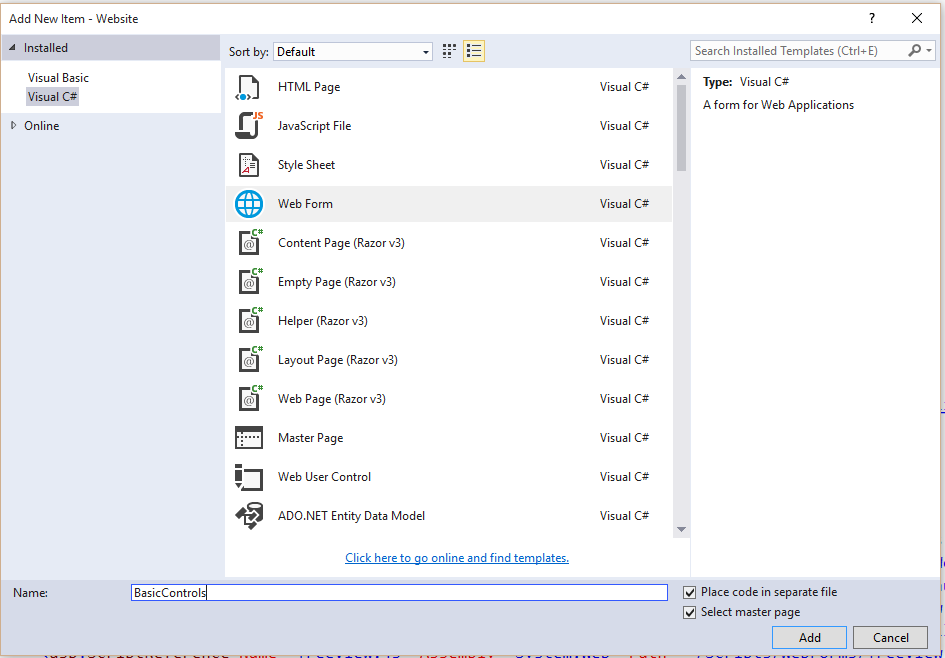 Add New Item - Website
?
Installed
Sort by: Default
Search Installed Templates (Ctrl+E)
Visual Basic
Visual C#
Online
HTML Page Visual C#
JS
JavaScript File Visual C#
Style Sheet Visual C#
Web Form Visual C#
C#
@
Content Page (Razor v3) Visual C#
C#
@
Empty Page (Razor v3) Visual C#
C#
@
Helper (Razor v3) Visual C#
C#
@
Layout Page (Razor v3) Visual C#
C#
@
Web Page (Razor v3) Visual C#
Master Page Visual C#
Web User Control Visual C#
ADO.NET Entity Data Model Visual C#
Type: Visual C#
A form for Web Applications
Click here to go online and find templates.
Name: BasicControls
Place code in separate file
Select master page
Add Cancel